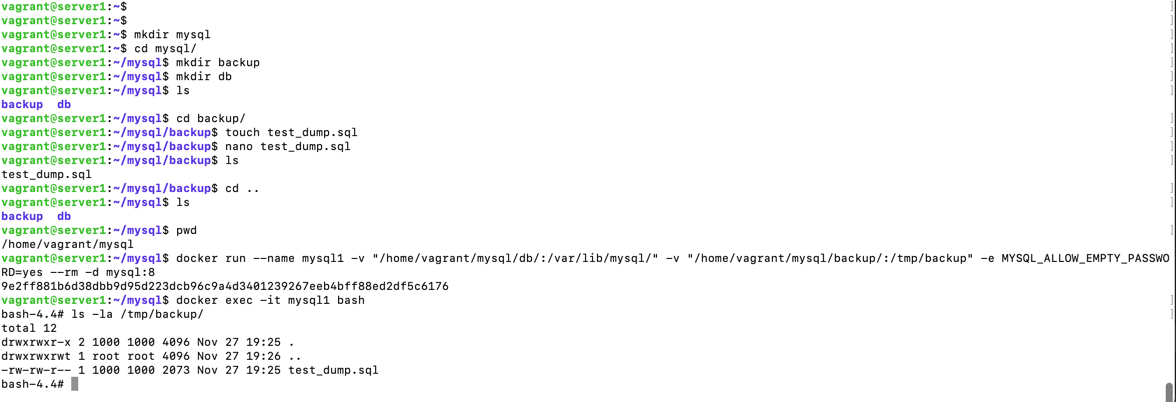 vagrant@server1:~$
vagrant@server1:~$
vagrant@server1:~$ mkdir mysql
vagrant@server1:~$ cd mysql/
vagrant@server1:~/mysql$ mkdir backup
vagrant@server1:~/mysql$ mkdir db
vagrant@server1:~/mysql$ ls
backup  db
vagrant@server1:~/mysql$ cd backup/
vagrant@server1:~/mysql/backup$ touch test_dump.sql
vagrant@server1:~/mysql/backup$ nano test_dump.sql
vagrant@server1:~/mysql/backup$ ls
test_dump.sql
vagrant@server1:~/mysql/backup$ cd ..
vagrant@server1:~/mysql$ ls
backup  db
vagrant@server1:~/mysql$ pwd
/home/vagrant/mysql
vagrant@server1:~/mysql$ docker run --name mysql1 -v "/home/vagrant/mysql/db/:/var/lib/mysql/" -v "/home/vagrant/mysql/backup/:/tmp/backup" -e MYSQL_ALLOW_EMPTY_PASSWO
RD=yes --rm -d mysql:8
9e2ff881b6d38dbb9d95d223dcb96c9a4d3401239267eeb4bff88ed2df5c6176
vagrant@server1:~/mysql$ docker exec -it mysql1 bash
bash-4.4# ls -la /tmp/backup/
total 12
drwxrwxr-x 2 1000 1000 4096 Nov 27 19:25 .
drwxrwxrwt 1 root root 4096 Nov 27 19:26 ..
-rw-rw-r-- 1 1000 1000 2073 Nov 27 19:25 test_dump.sql
bash-4.4#